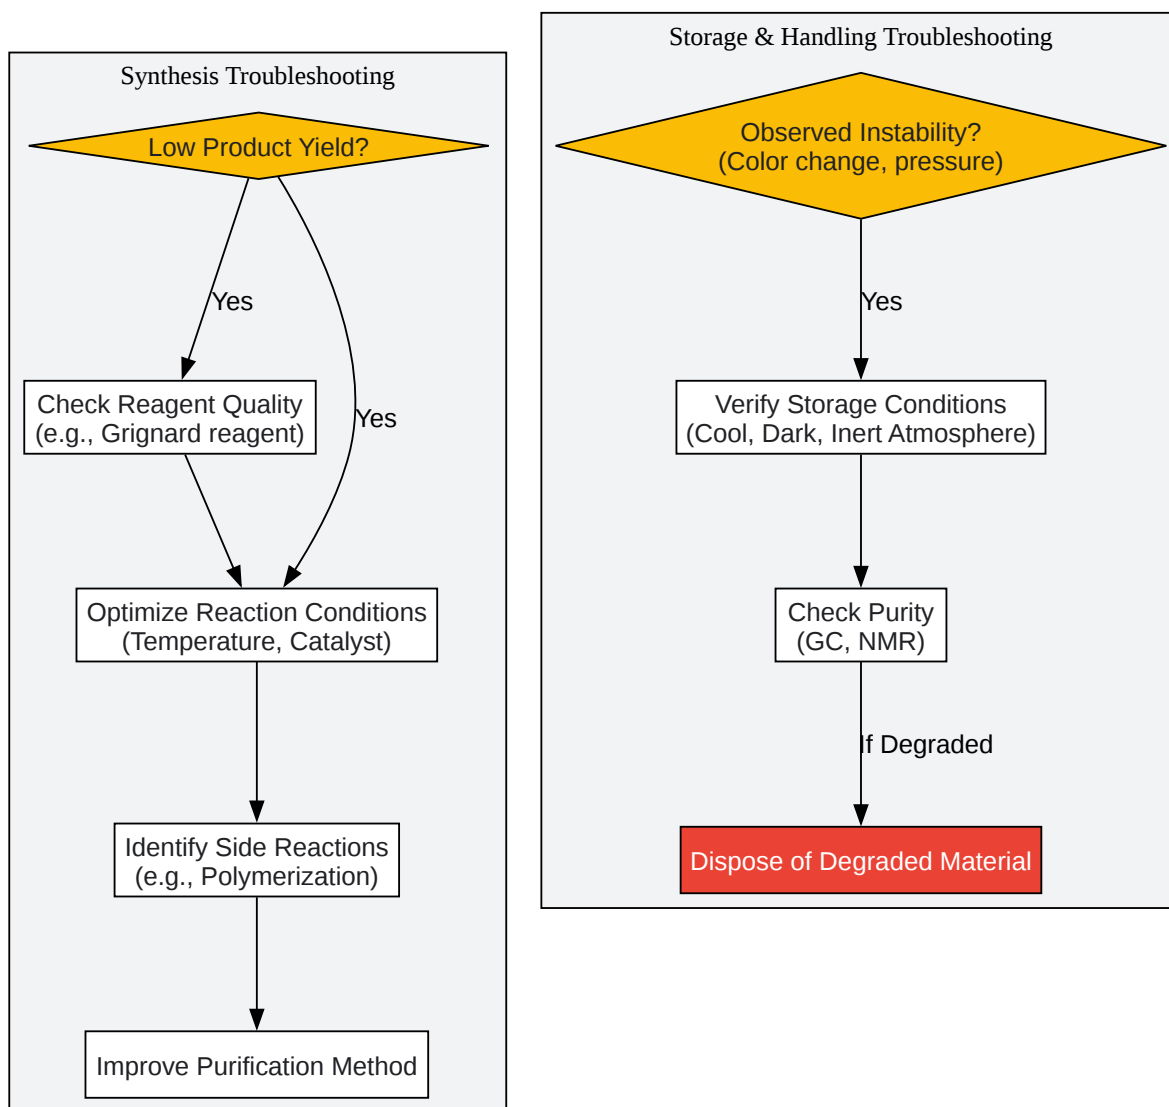 Synthesis Troubleshooting
Low Product Yield?
Yes
Check Reagent Quality
(e.g., Grignard reagent)
Yes
Optimize Reaction Conditions
(Temperature, Catalyst)
Identify Side Reactions
(e.g., Polymerization)
Improve Purification Method
Storage & Handling Troubleshooting
Observed Instability?
(Color change, pressure)
Yes
Verify Storage Conditions
(Cool, Dark, Inert Atmosphere)
Check Purity
(GC, NMR)
If Degraded
Dispose of Degraded Material